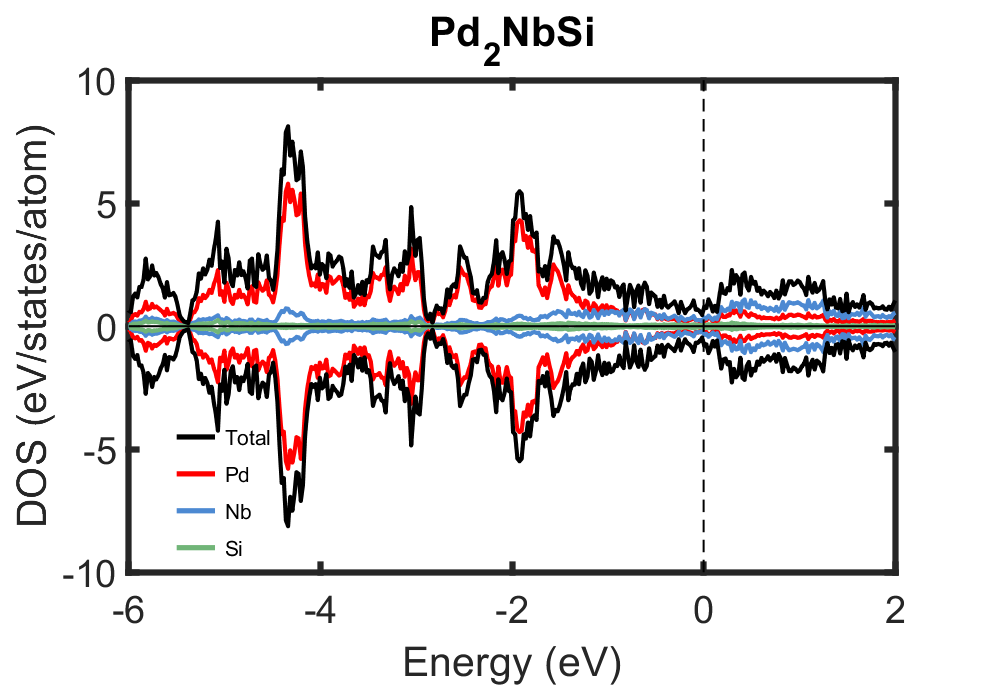 Pd2NbSi
DOS (eV/states/atom)
10
5
0
-5
-10
Total
Pd
Nb
Si
-6 -4 -2 0 2
Energy (eV)